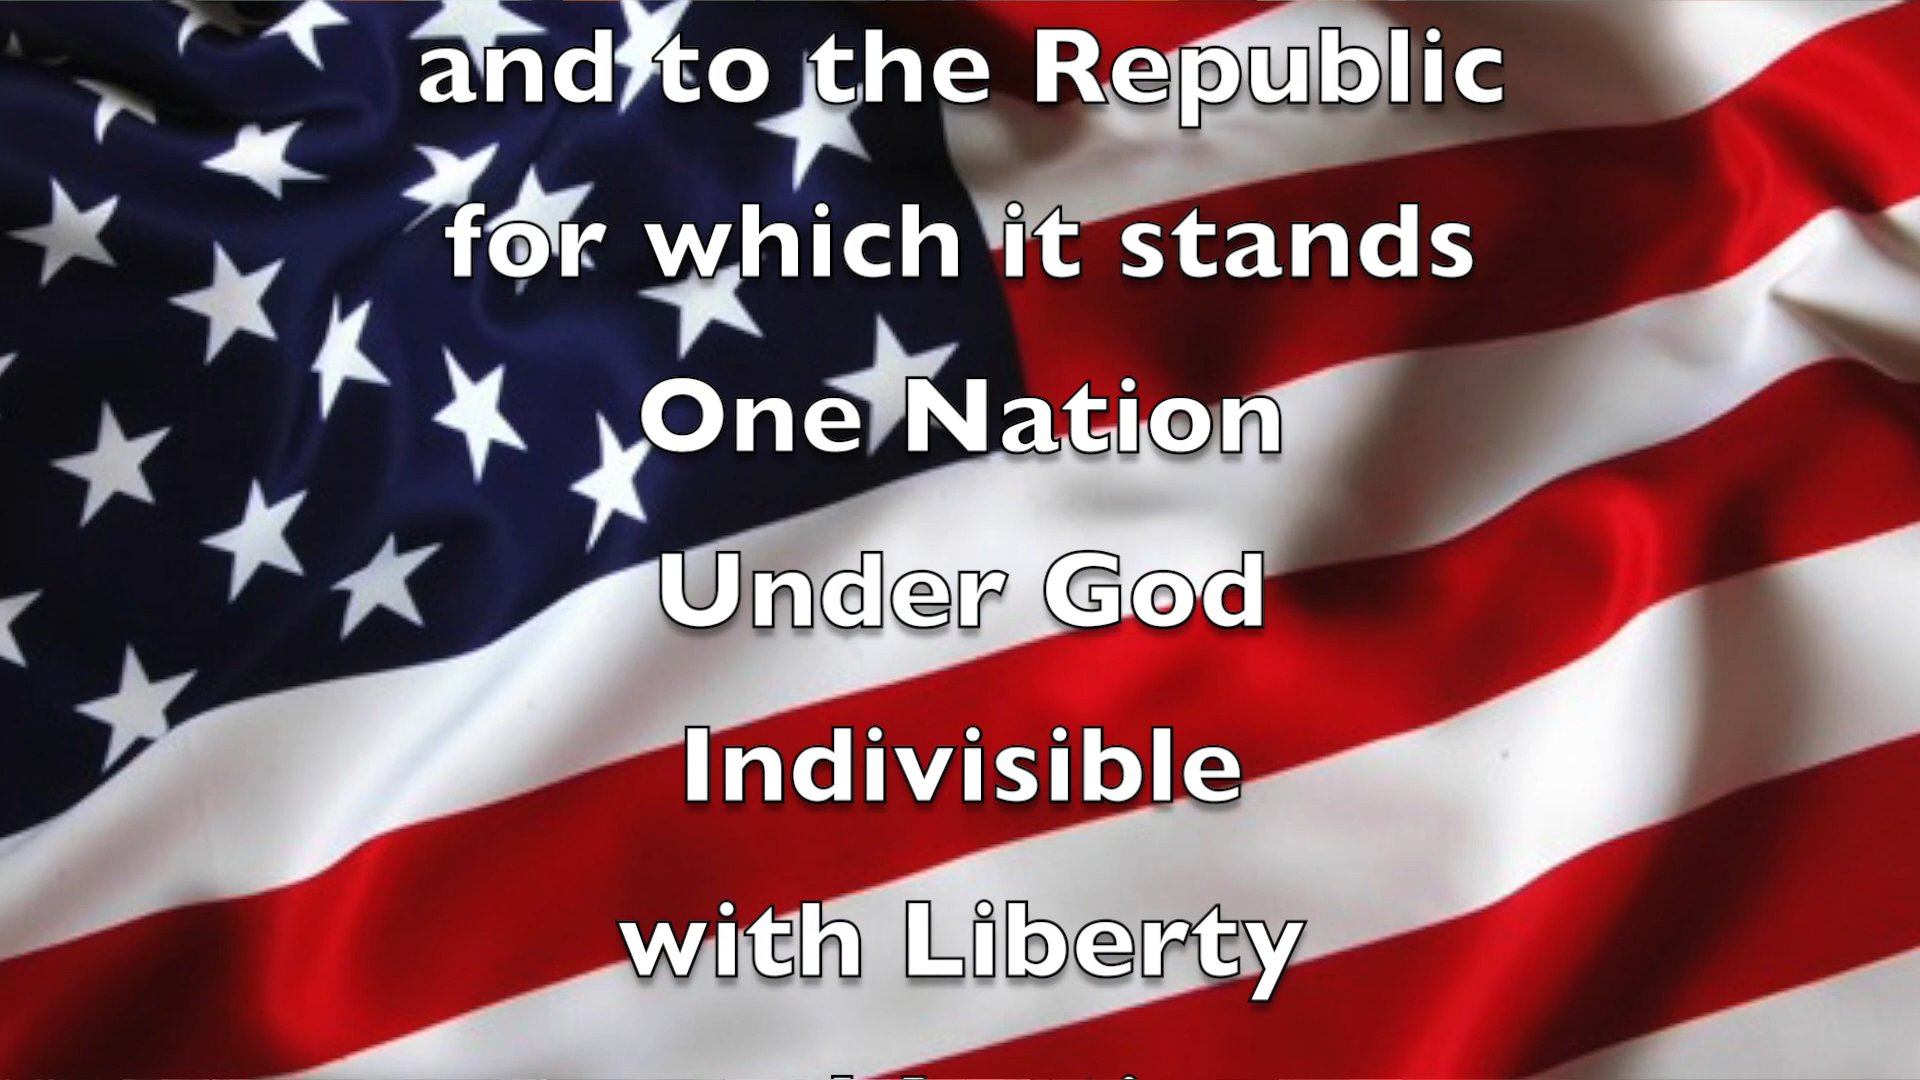 and to the Republic
for which it stands
One Nation
Under God
Indivisible
with Liberty